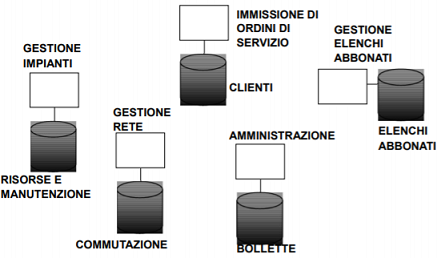 IMMISSIONE DI
ORDINI DI
SERVIZIO
CLIENTI
GESTIONE
ELENCHI
ABBONATI
ELENCHI
ABBONATI
GESTIONE
IMPIANTI
RISORSE E
MANUTENZIONE
GESTIONE
RETE
COMMUTAZIONE
AMMINISTRAZIONE
BOLLETTE